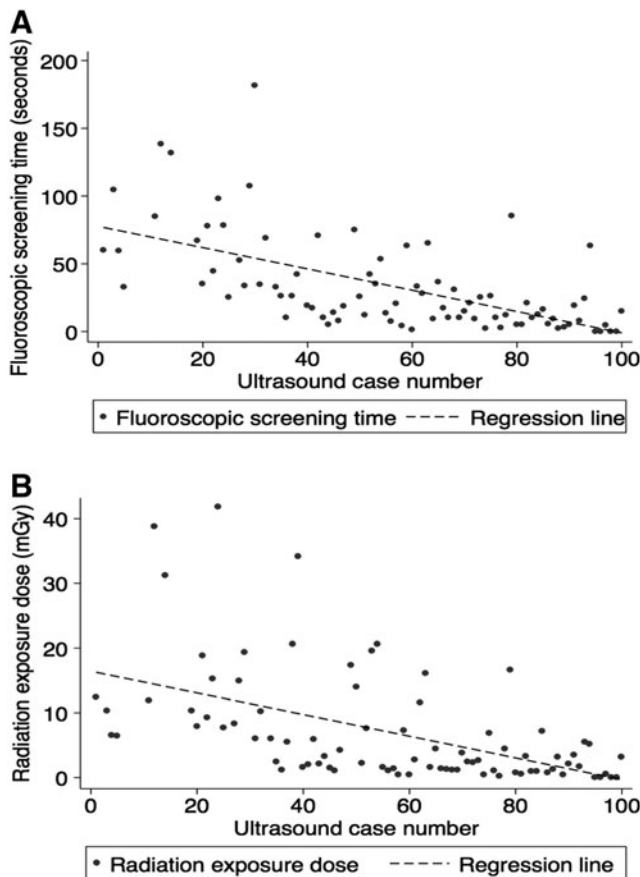 A
Fluoroscopic screening time (seconds)
200
150
100
50
0
0 20 40 60 80 100
Ultrasound case number
Fluoroscopic screening time Regression line
B
Radiation exposure dose (mGy)
40
30
20
10
0
0 20 40 60 80 100
Ultrasound case number
Radiation exposure dose Regression line